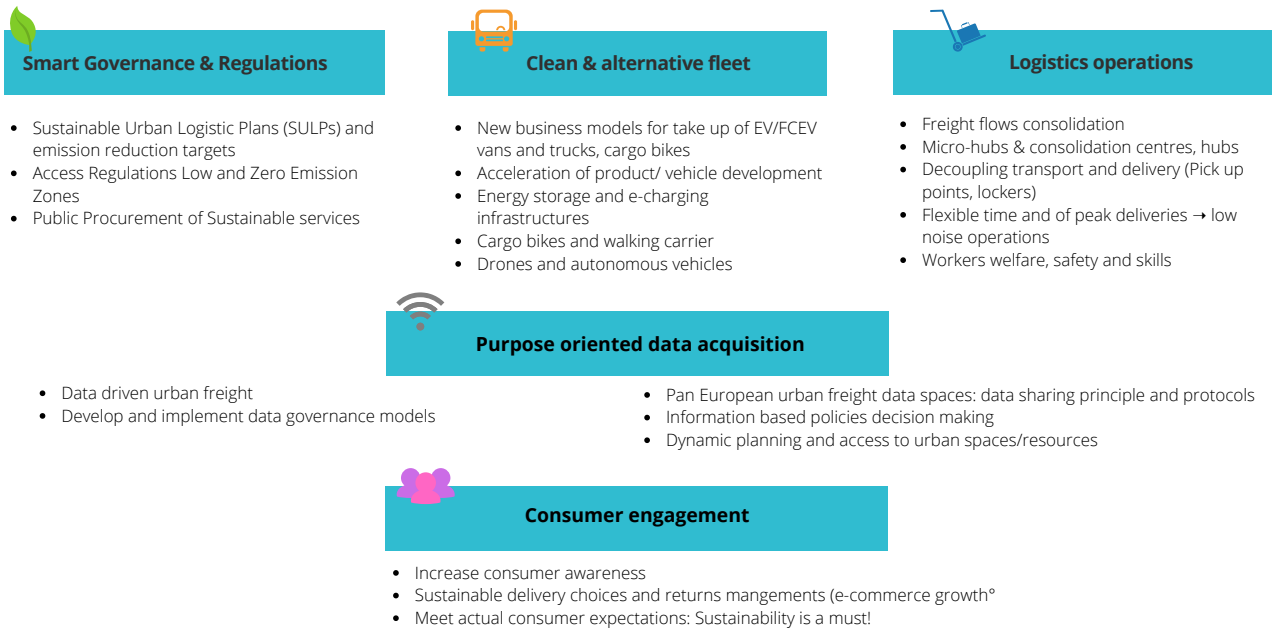 Smart Governance & Regulations
• Sustainable Urban Logistic Plans (SULPs) and
emission reduction targets
• Access Regulations Low and Zero Emission
Zones
• Public Procurement of Sustainable services
Clean & alternative fleet
• New business models for take up of EV/FCEV
vans and trucks, cargo bikes
• Acceleration of product/ vehicle development
• Energy storage and e-charging
infrastructures
• Cargo bikes and walking carrier
• Drones and autonomous vehicles
Logistics operations
• Freight flows consolidation
• Micro-hubs & consolidation centres, hubs
• Decoupling transport and delivery (Pick up
points, lockers)
• Flexible time and of peak deliveries → low
noise operations
• Workers welfare, safety and skills
Purpose oriented data acquisition
• Data driven urban freight
• Develop and implement data governance models
• Pan European urban freight data spaces: data sharing principle and protocols
• Information based policies decision making
• Dynamic planning and access to urban spaces/resources
Consumer engagement
• Increase consumer awareness
• Sustainable delivery choices and returns mangements (e-commerce growth°
• Meet actual consumer expectations: Sustainability is a must!